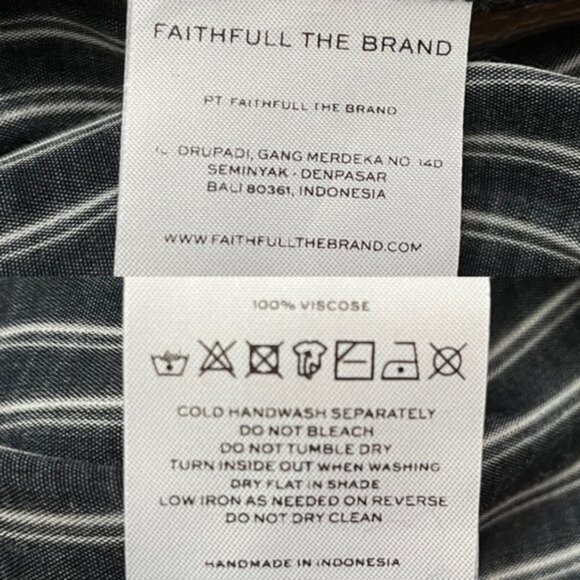 FAITHFULL THE BRAND
PT FAITHFULL THE BRAND
DRUPADI, GANG MERDEKA NO. 14D
SEMINYAK - DENPASAR
BALI 80361, INDONESIA
WWW.FAITHFULLTHEBRAND.COM
100% VISCOSE
COLD HANDWASH SEPARATELY
DO NOT BLEACH
DO NOT TUMBLE DRY
TURN INSIDE OUT WHEN WASHING
DRY FLAT IN SHADE
LOW IRON AS NEEDED ON REVERSE
DO NOT DRY CLEAN
HANDMADE IN INDONESIA